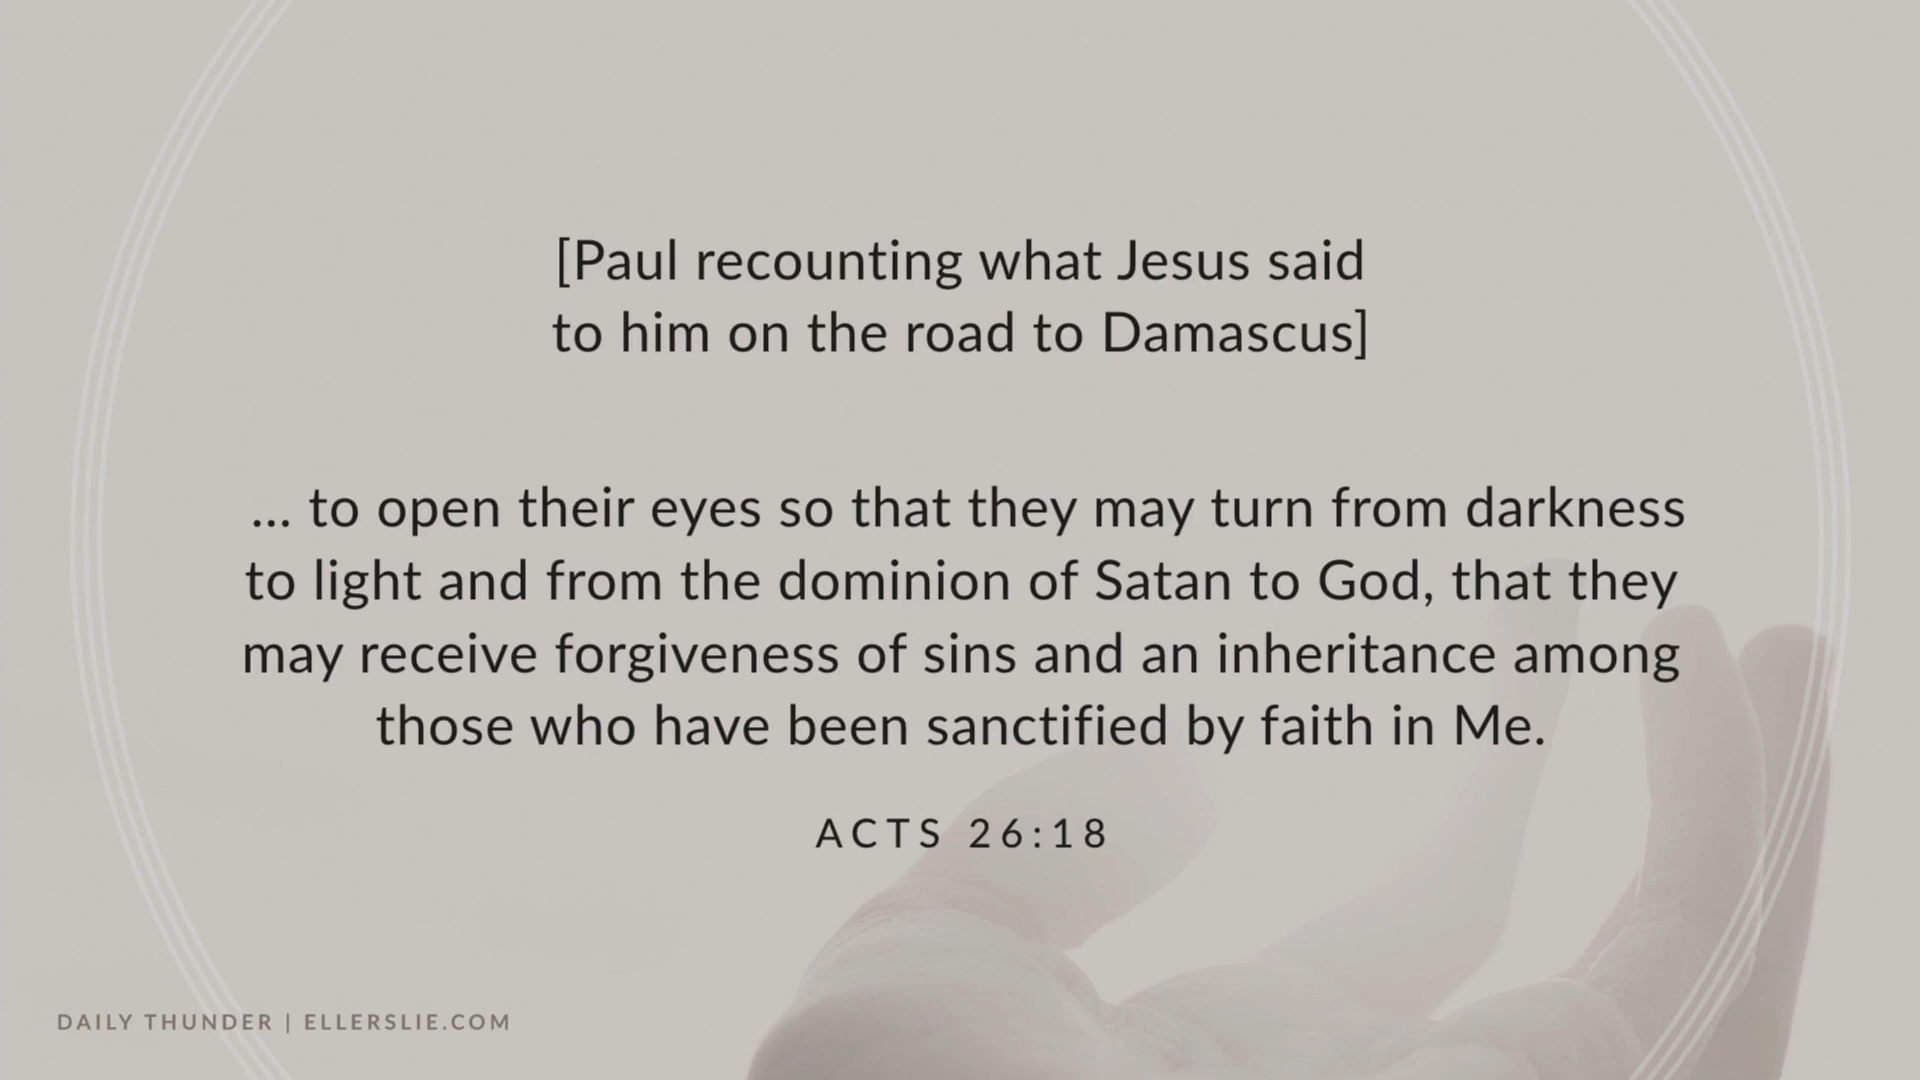 [Paul recounting what Jesus said
to him on the road to Damascus]
... to open their eyes so that they may turn from darkness
to light and from the dominion of Satan to God, that they
may receive forgiveness of sins and an inheritance among
those who have been sanctified by faith in Me.
ACTS 26:18
DAILY THUNDER | ELLERSLIE.COM